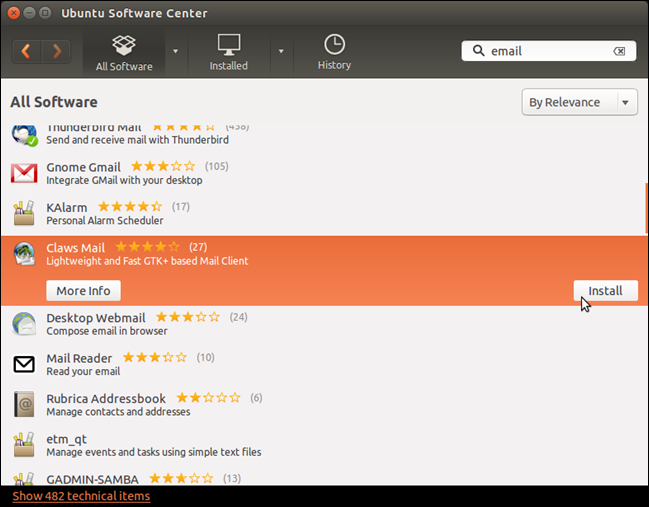 Ubuntu Software Center
All Software
Installed
History
email
All Software
By Relevance
Thunderbird Mail (438)
Send and receive mail with Thunderbird
Gnome Gmail (105)
Integrate GMail with your desktop
KAlarm (17)
Personal Alarm Scheduler
Claws Mail (27)
Lightweight and Fast GTK+ based Mail Client
More Info
Install
Desktop Webmail (24)
Compose email in browser
Mail Reader (10)
Read your email
Rubrica Addressbook (6)
Manage contacts and addresses
etm_qt
Manage events and tasks using simple text files
GADMIN-SAMBA (13)
Show 482 technical items